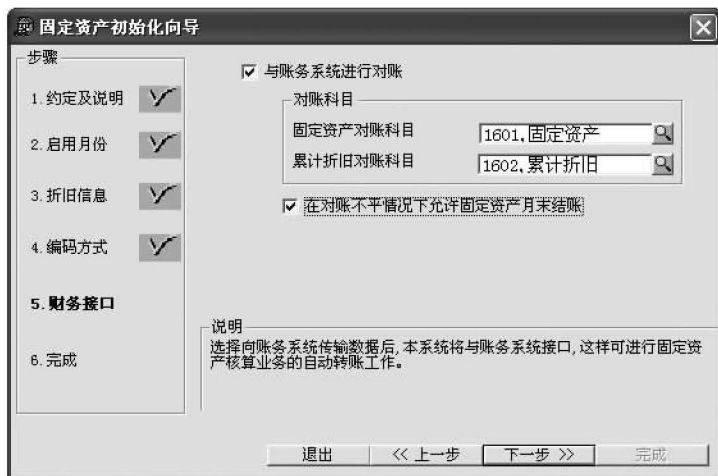 固定资产初始化向导
步骤
1.约定及说明
2.启用月份
3.折旧信息
4.编码方式
5.财务接口
6.完成
与账务系统进行对账
对账科目
固定资产对账科目 1601,固定资产
累计折旧对账科目 1602,累计折旧
在对账不平情况下允许固定资产月末结账
说明
选择向账务系统传输数据后,本系统将与账务系统接口,这样可进行固定资
产核算业务的自动转账工作。
退出 << 上一步 下一步 >> 完成